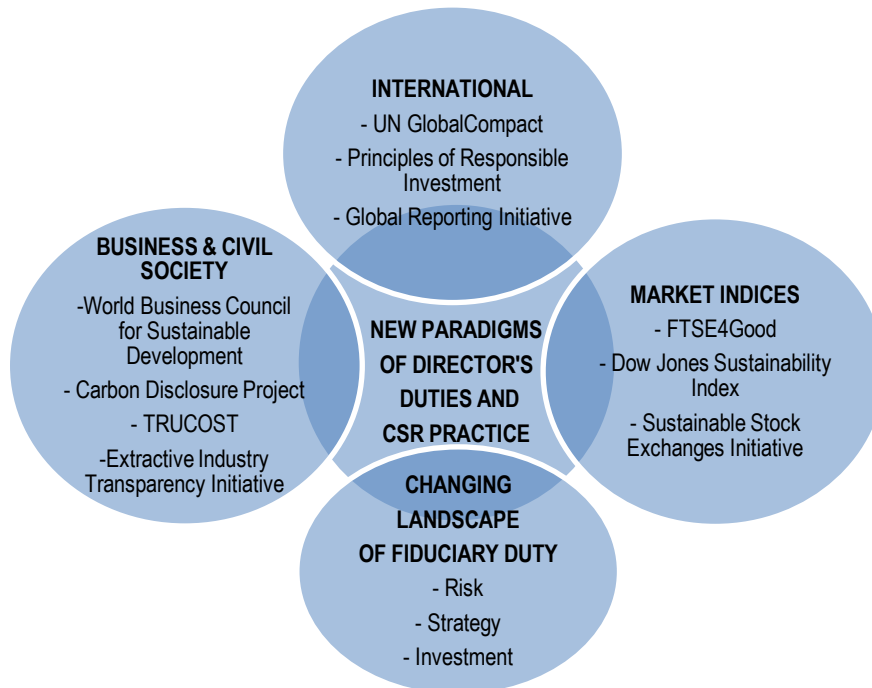 INTERNATIONAL
- UN GlobalCompact
- Principles of Responsible
Investment
- Global Reporting Initiative
BUSINESS & CIVIL
SOCIETY
-World Business Council
for Sustainable
Development
- Carbon Disclosure Project
- TRUCOST
-Extractive Industry
Transparency Initiative
NEW PARADIGMS
OF DIRECTOR'S
DUTIES AND
CSR PRACTICE
MARKET INDICES
- FTSE4Good
- Dow Jones Sustainability
Index
- Sustainable Stock
Exchanges Initiative
CHANGING
LANDSCAPE
OF FIDUCIARY DUTY
- Risk
- Strategy
- Investment